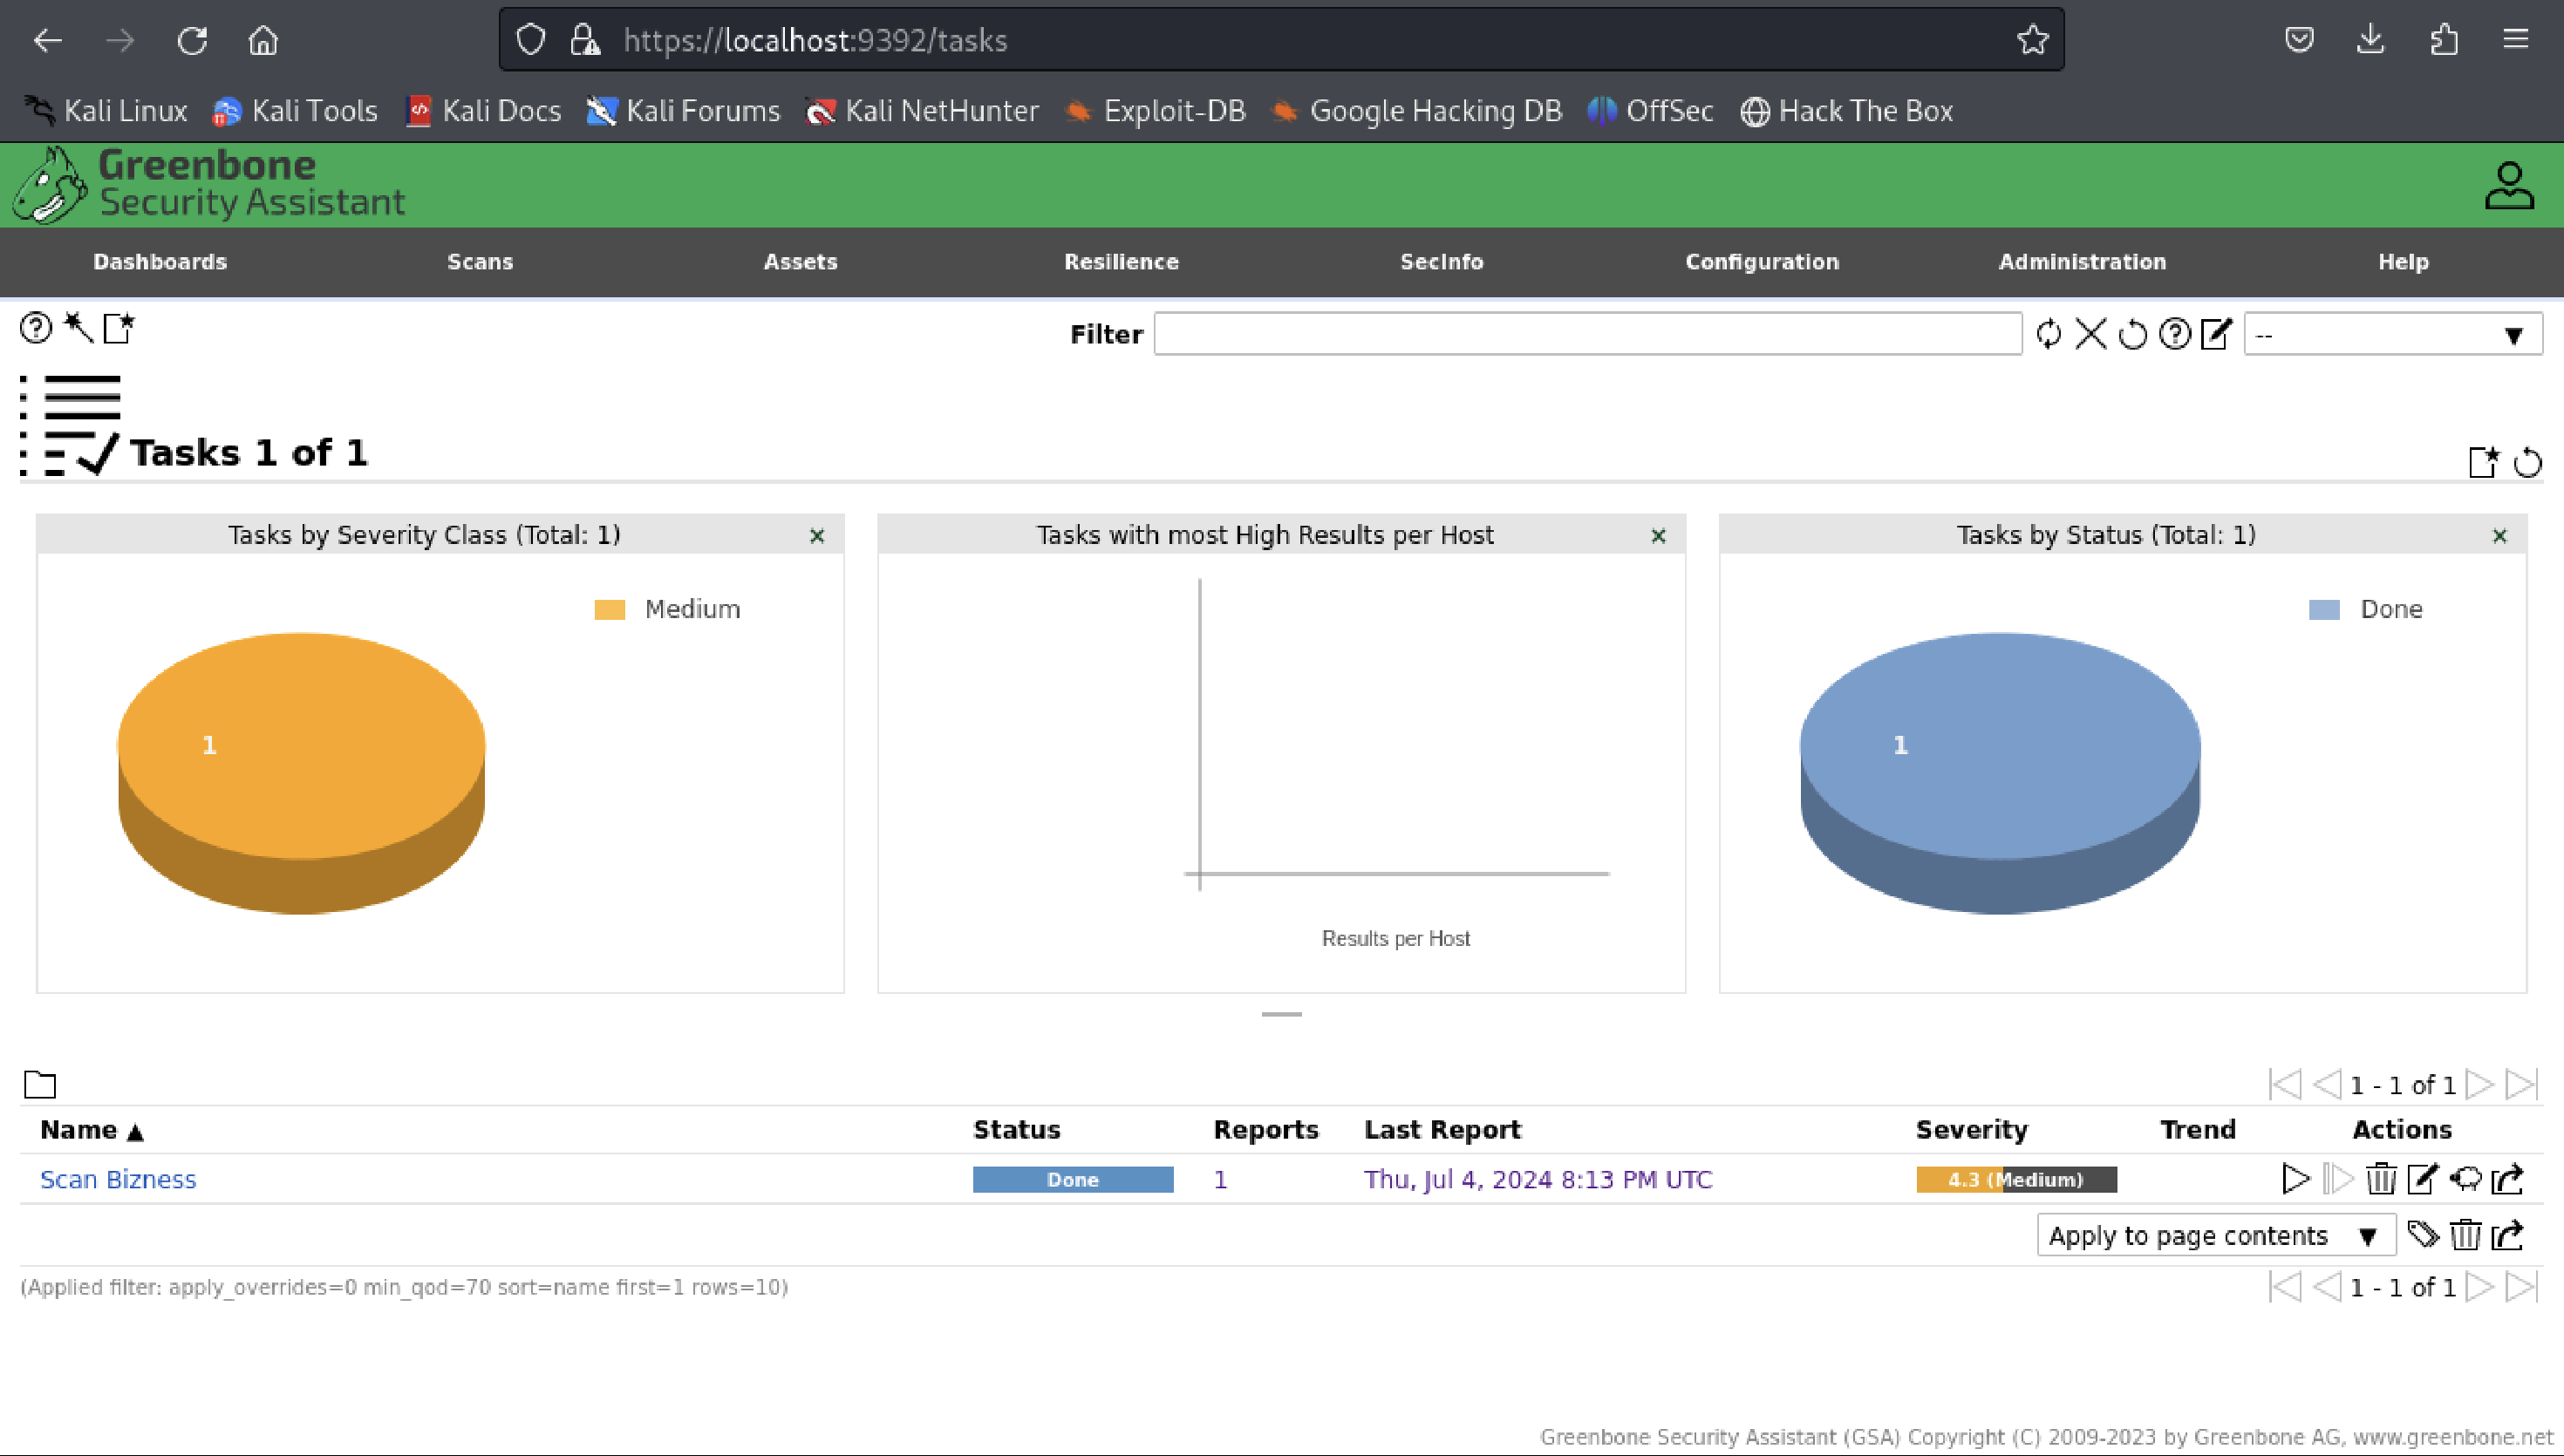 https://localhost:9392/tasks
Kali Linux Kali Tools Kali Docs Kali Forums Kali NetHunter Exploit-DB Google Hacking DB OffSec Hack The Box
Greenbone
Security Assistant
Dashboards Scans Assets Resilience SecInfo Configuration Administration Help
Filter --
Tasks 1 of 1
Tasks by Severity Class (Total: 1) Tasks with most High Results per Host Tasks by Status (Total: 1)
Medium Done
1 1
Results per Host
1 - 1 of 1
Name ▲ Status Reports Last Report Severity Trend Actions
Scan Bizness Done 1 Thu, Jul 4, 2024 8:13 PM UTC 4.3 (Medium)
Apply to page contents ▼
(Applied filter: apply_overrides=0 min_qod=70 sort=name first=1 rows=10) 1 - 1 of 1
Greenbone Security Assistant (GSA) Copyright (C) 2009-2023 by Greenbone AG, www.greenbone.net